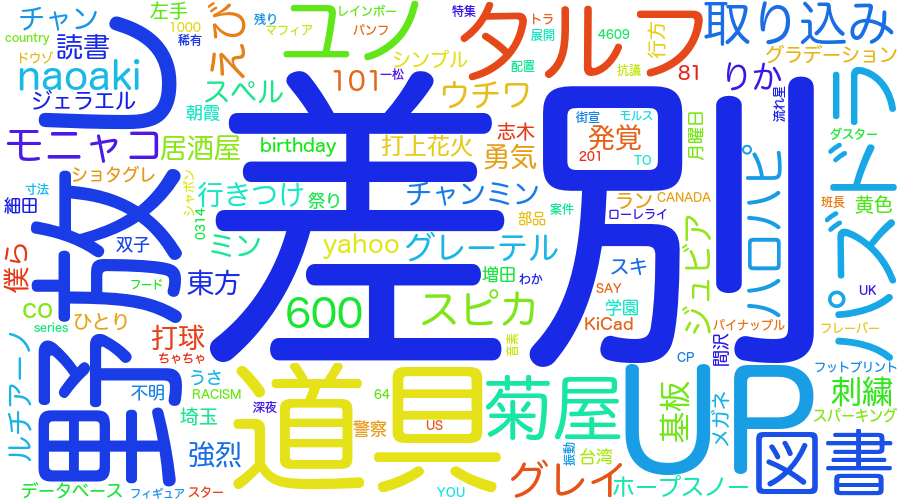 チャン
左手
レインボー
残り
1000
マフィア
パンフ
特集
country
稀有
えび
ユノ
タルフ
トラ
展開
4609
行方
取り込み
ドウゾ
読書
シンプル
101
一松
配置
抗議
グラデーション
naoaki
し
スペル
ウチワ
81
りか
ジェラエル
朝霞
流れ星
ドラ
モニャコ
居酒屋
birthday
打上花火
志木
勇気
街宣
モルス
発覚
201
TO
月曜日
ダスター
差別
ショタグレ
シャボン
寸法
細田
行きつけ
祭り
チャンミン
ラン
CANADA
ローレライ
案件
部品
班長
黄色
野放
0314
双子
ミン
yahoo
グレーテル
ジュビア
ハロハピ
パズ
僕ら
東方
フード
増田
わか
スキ
SAY
UK
CO
series
ひとり
600
スピカ
学園
KiCad
パイナップル
フレーバー
打球
ちゃちゃ
音素
間沢
CP
フットプリント
ルチアーノ
うさ
不明
RACISM
64
道具
菊屋
UP
刺繍
メガネ
基板
スパーキング
埼玉
深夜
警察
US
強烈
振動
台湾
図書
データベース
フィギュア
スター
YOU
グレイ
ホープスノー